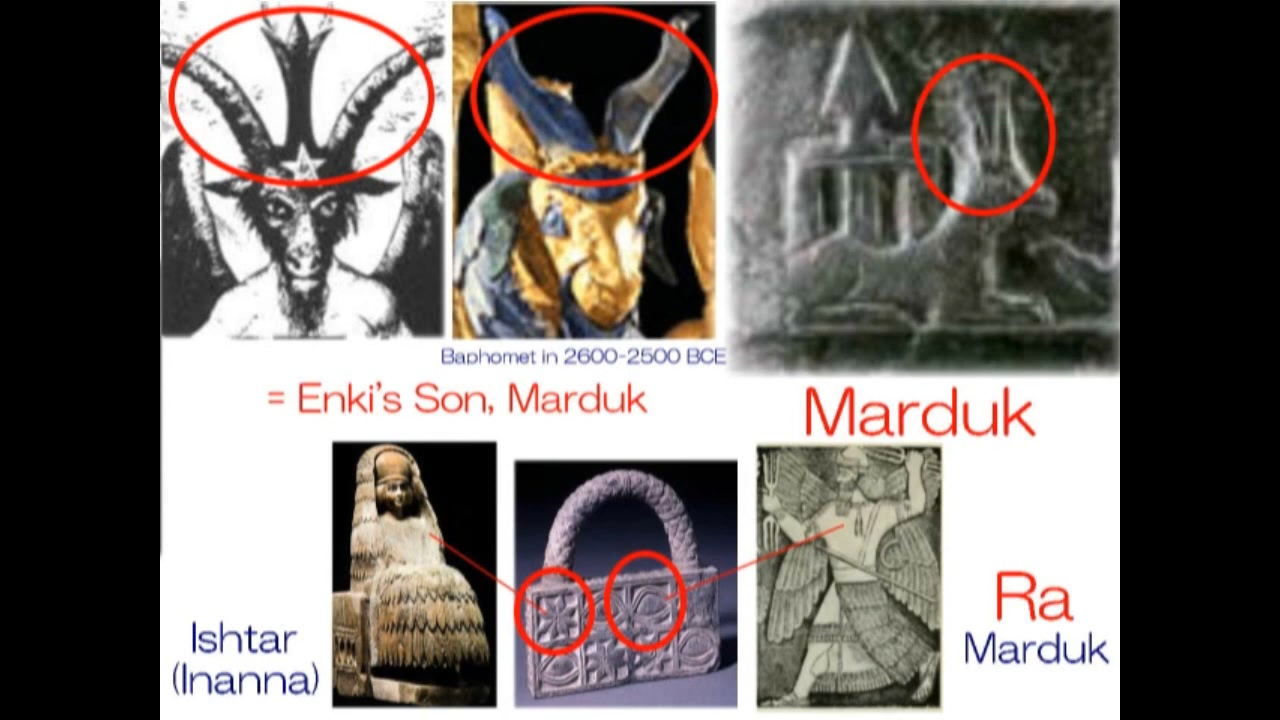 Baphomet in 2600-2500 BCE
= Enki's Son, Marduk
Marduk
Ishtar
(Inanna)
Ra
Marduk